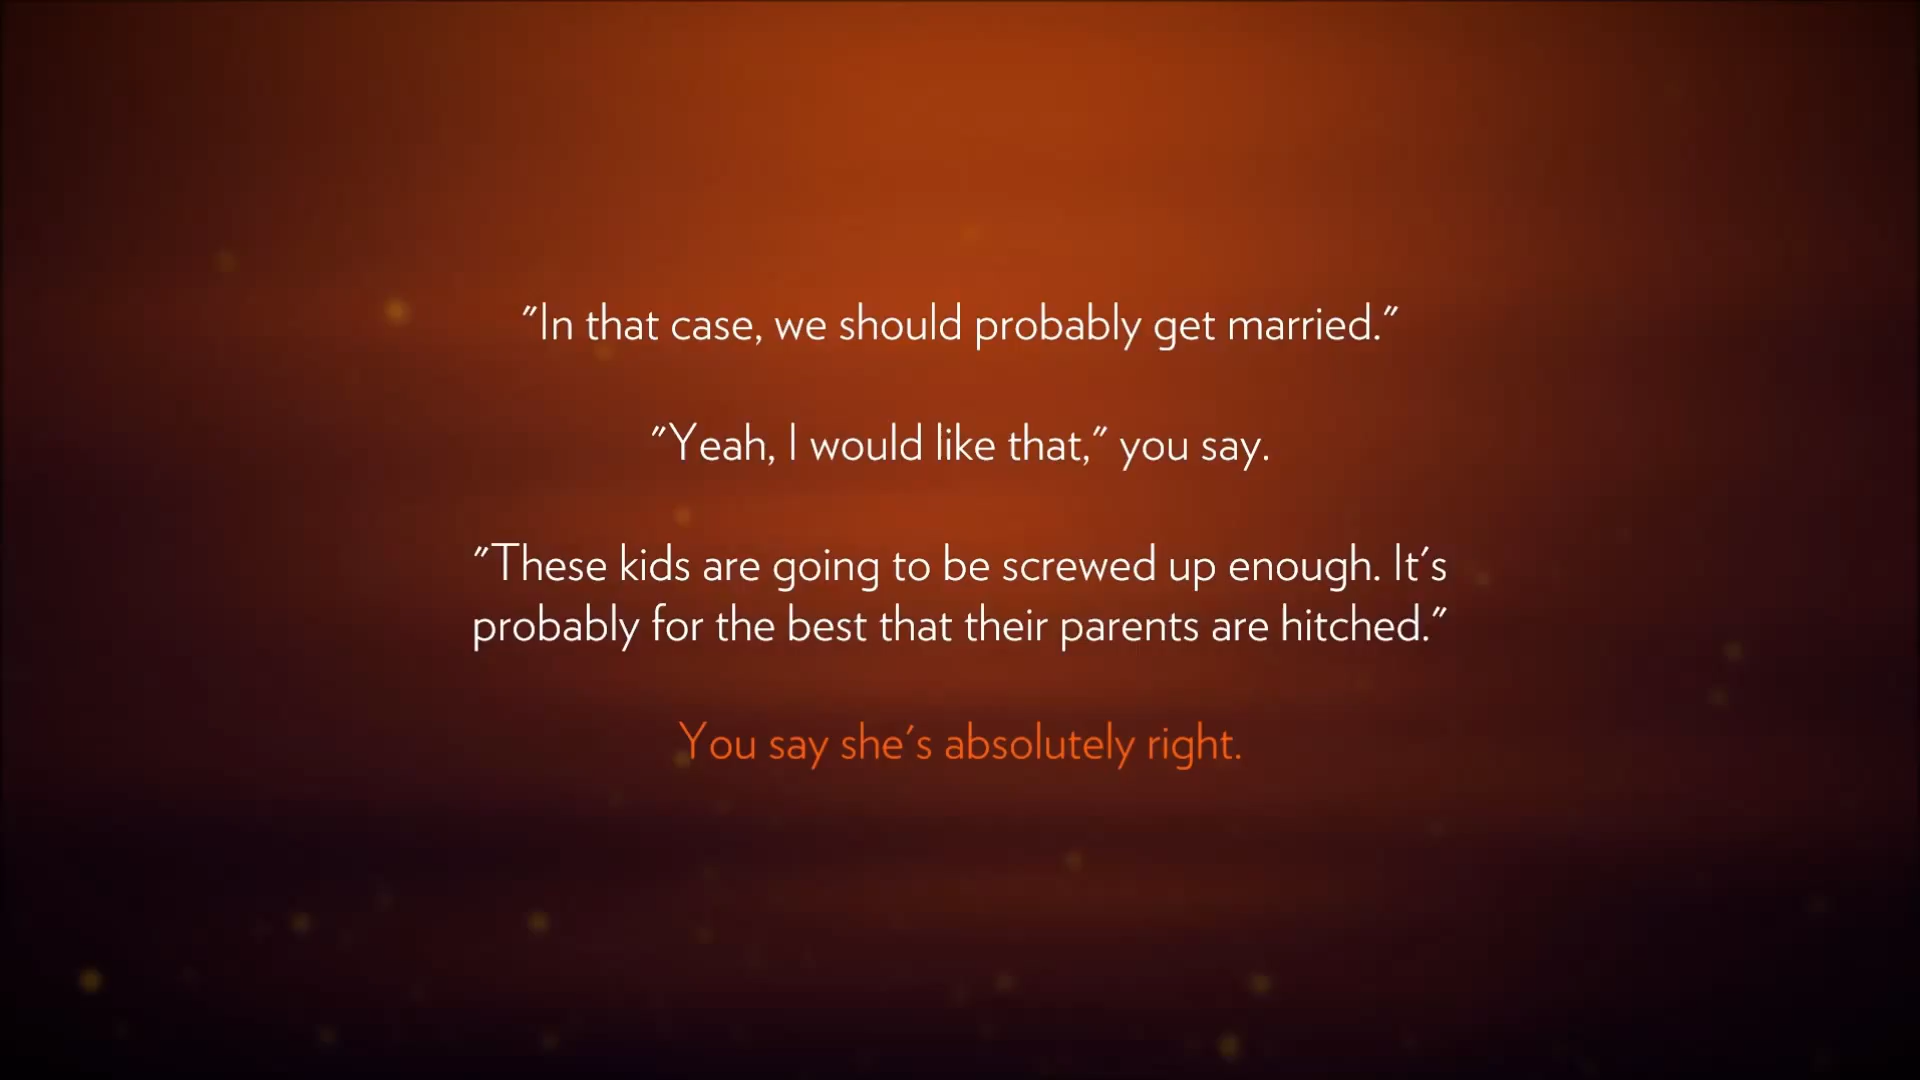 "In that case, we should probably get married."
"Yeah, I would like that," you say.
"These kids are going to be screwed up enough. It's
probably for the best that their parents are hitched."
You say she's absolutely right.